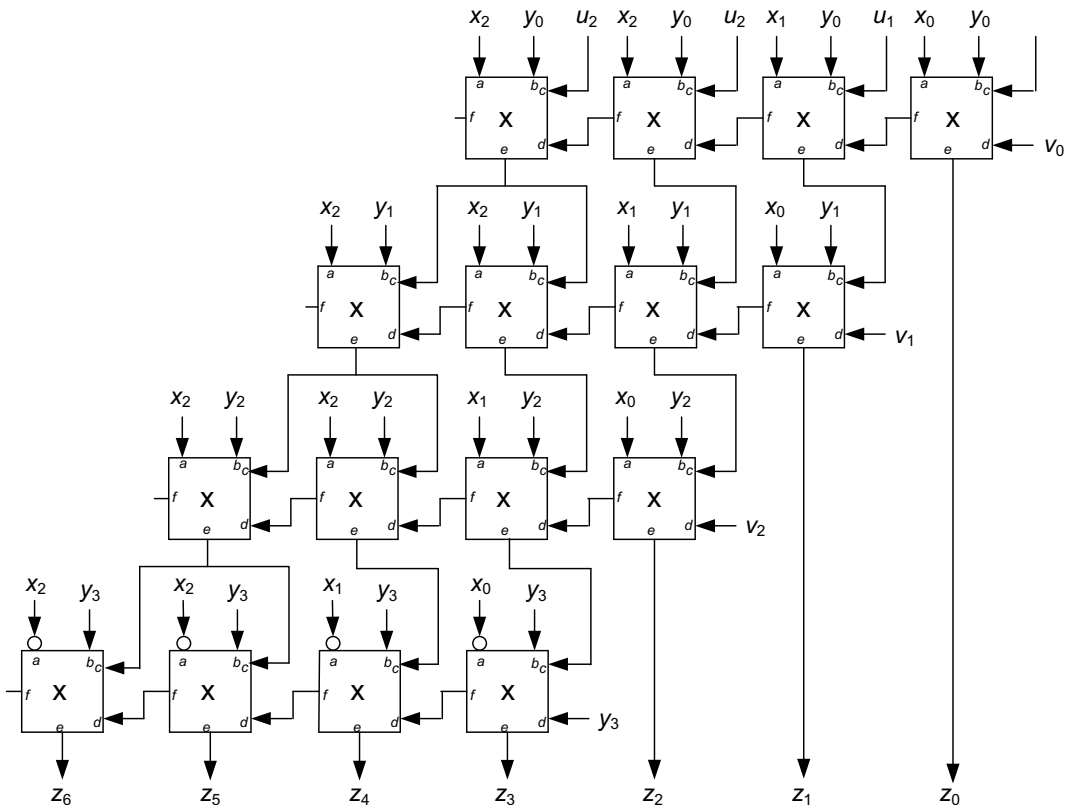 x2 y0 u2 x2 y0 u2 x1 y0 u1 x0 y0
a b c a b c a b c a b c
f X f X f X f X
e d e d e d e d v0
x2 y1 x2 y1 x1 y1 x0 y1
a b c a b c a b c a b c
f X f X f X f X
e d e d e d e d v1
x2 y2 x2 y2 x1 y2 x0 y2
a b c a b c a b c a b c
f X f X f X f X
e d e d e d e d v2
x2 y3 x2 y3 x1 y3 x0 y3
a b c a b c a b c a b c
f X f X f X f X
e d e d e d e d y3
z6 z5 z4 z3 z2 z1 z0